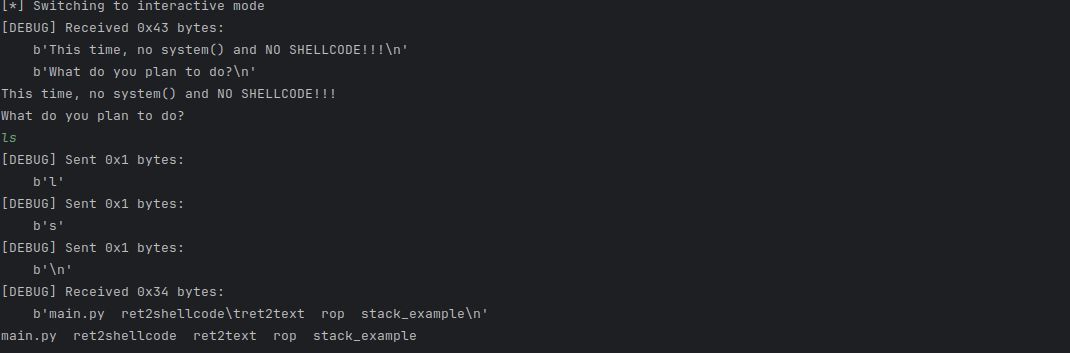 [*] Switching to interactive mode
[DEBUG] Received 0x43 bytes:
    b'This time, no system() and NO SHELLCODE!!!\n'
    b'What do you plan to do?\n'
This time, no system() and NO SHELLCODE!!!
What do you plan to do?
ls
[DEBUG] Sent 0x1 bytes:
    b'l'
[DEBUG] Sent 0x1 bytes:
    b's'
[DEBUG] Sent 0x1 bytes:
    b'\n'
[DEBUG] Received 0x34 bytes:
    b'main.py  ret2shellcode\tret2text  rop  stack_example\n'
main.py  ret2shellcode  ret2text  rop  stack_example